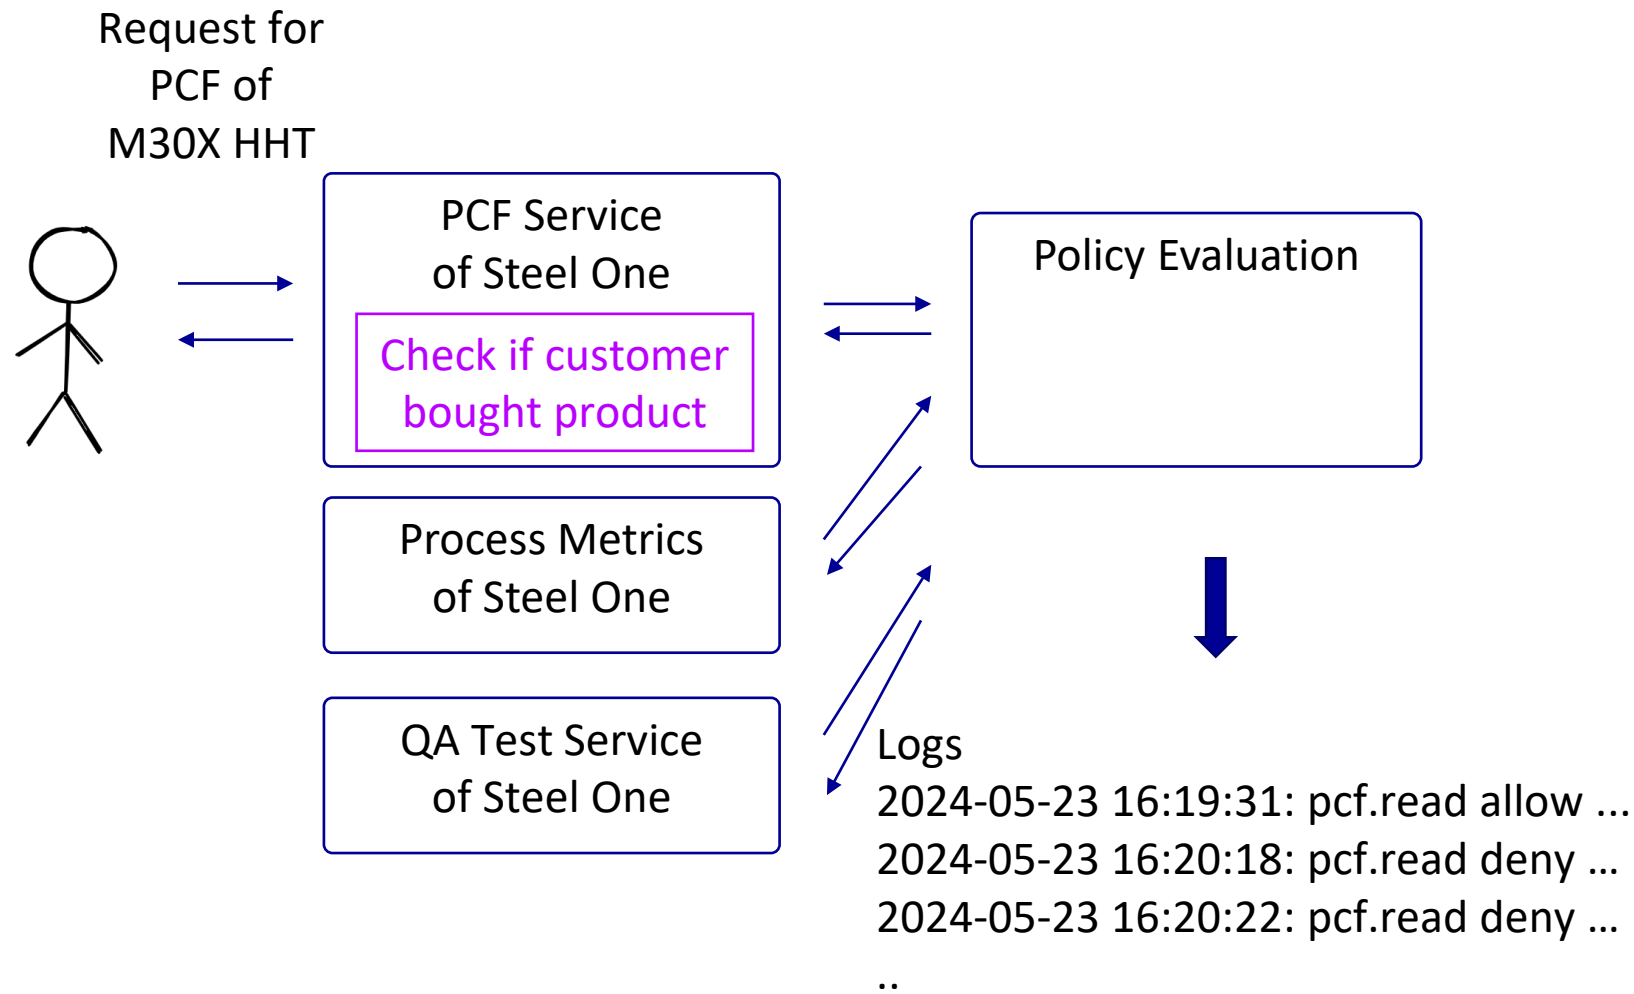 Request for
PCF of
M30X HHT
PCF Service
of Steel One
Check if customer
bought product
Policy Evaluation
Process Metrics
of Steel One
QA Test Service
of Steel One
Logs
2024-05-23 16:19:31: pcf.read allow ...
2024-05-23 16:20:18: pcf.read deny ...
2024-05-23 16:20:22: pcf.read deny ...
..